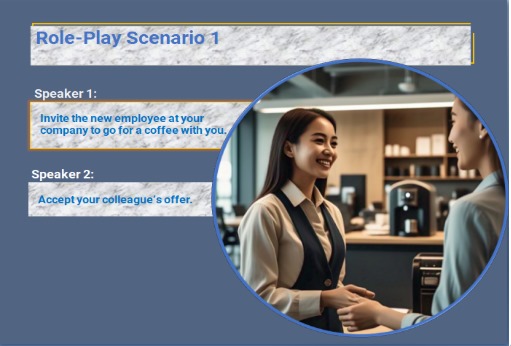 Role-Play Scenario 1
Speaker 1:
Invite the new employee at your
company to go for a coffee with you.
Speaker 2:
Accept your colleague's offer.